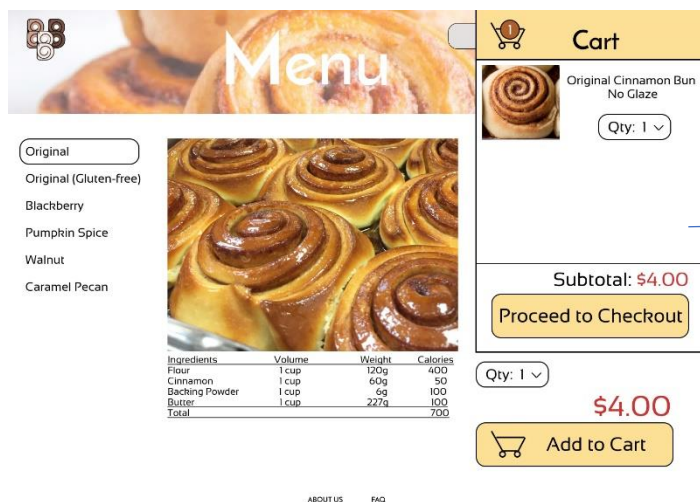 Menu
1
Cart
Original Cinnamon Bun
No Glaze
Qty: 1
Original
Original (Gluten-free)
Blackberry
Pumpkin Spice
Walnut
Caramel Pecan
Subtotal: $4.00
Proceed to Checkout
Ingredients Volume Weight Calories
Flour 1 cup 120g 400
Cinnamon 1 cup 60g 50
Backing Powder 1 cup 6g 100
Butter 1 cup 227g 100
Total 700
Qty: 1
$4.00
Add to Cart
ABOUT US FAQ